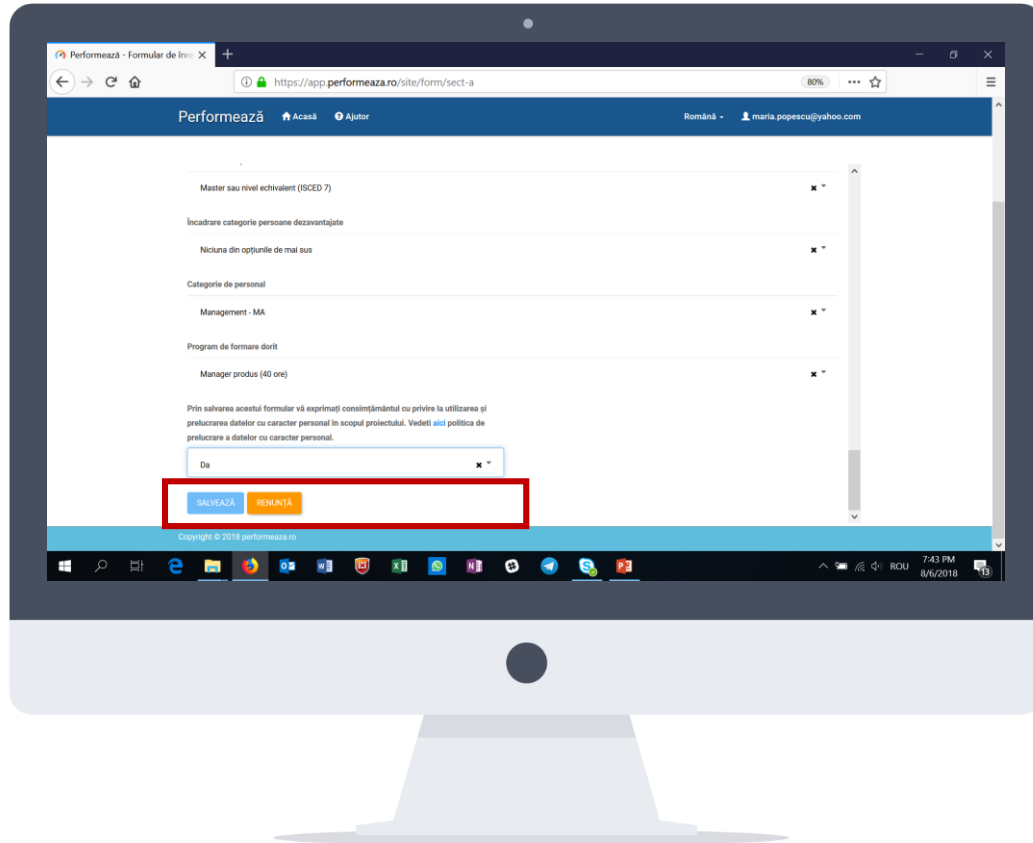 Performează - Formular de înre
https://app.performeaza.ro/site/form/sect-a
80%
Performează Acasă Ajutor Română maria.popescu@yahoo.com
Master sau nivel echivalent (ISCED 7)
Încadrare categorie persoane dezavantajate
Niciuna din opțiunile de mai sus
Categorie de personal
Management - MA
Program de formare dorit
Manager produs (40 ore)
Prin salvarea acestui formular vă exprimați consimțământul cu privire la utilizarea și
prelucrarea datelor cu caracter personal in scopul proiectului. Vedeti aici politica de
prelucrare a datelor cu caracter personal.
Da
SALVEAZĂ RENUNȚĂ
Copyright © 2018 performeaza.ro
ROU
7:43 PM
8/6/2018
13